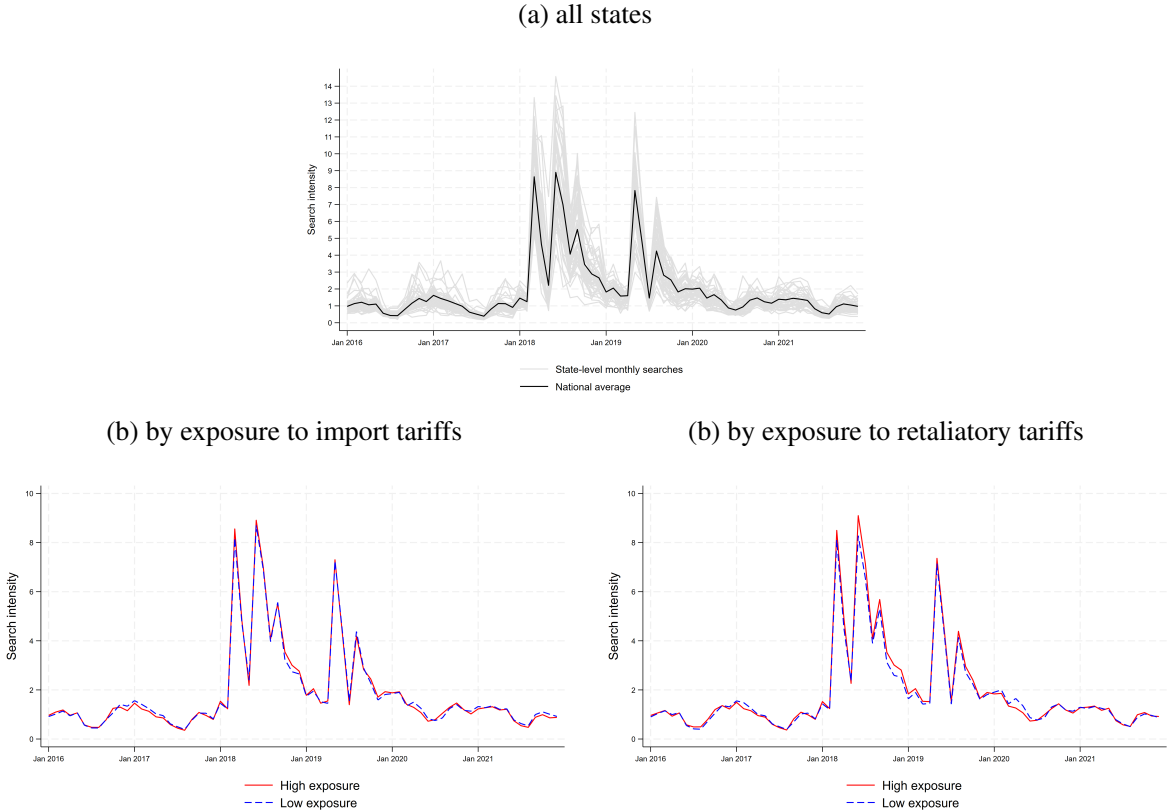 (a) all states
14
13
12
11
10
9
8
7
6
5
4
3
2
1
0
Search intensity
Jan 2016 Jan 2017 Jan 2018 Jan 2019 Jan 2020 Jan 2021
State-level monthly searches
National average
(b) by exposure to import tariffs
10
8
6
4
2
0
Search intensity
Jan 2016 Jan 2017 Jan 2018 Jan 2019 Jan 2020 Jan 2021
High exposure
Low exposure
(b) by exposure to retaliatory tariffs
10
8
6
4
2
0
Search intensity
Jan 2016 Jan 2017 Jan 2018 Jan 2019 Jan 2020 Jan 2021
High exposure
Low exposure